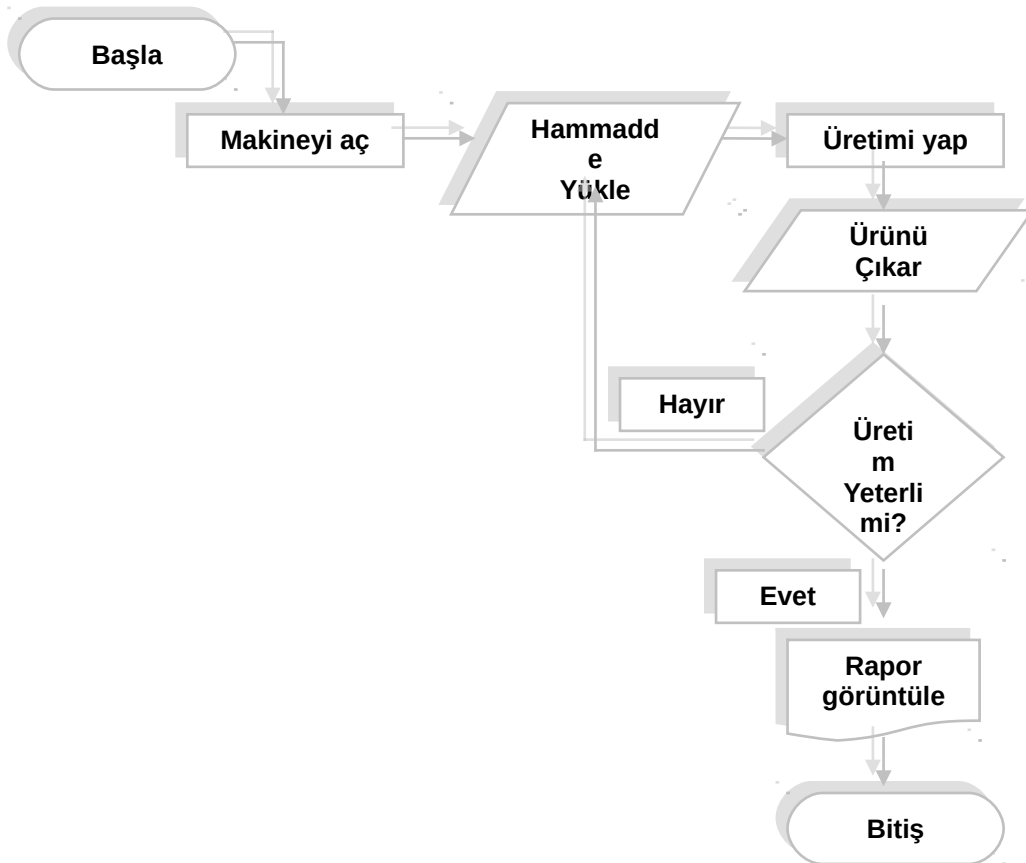 Başla
Makineyi aç
Hammadd
e
Yükle
Üretimi yap
Ürünü
Çıkar
Hayır
Üreti
m
Yeterli
mi?
Evet
Rapor
görüntüle
Bitiş